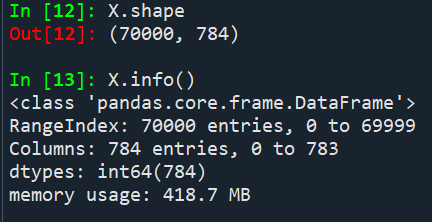 In [12]: X.shape
Out[12]: (70000, 784)
In [13]: X.info()
<class 'pandas.core.frame.DataFrame'>
RangeIndex: 70000 entries, 0 to 69999
Columns: 784 entries, 0 to 783
dtypes: int64(784)
memory usage: 418.7 MB